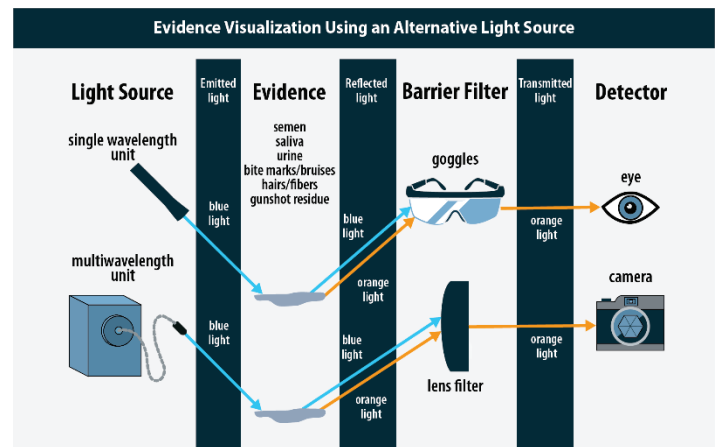 Evidence Visualization Using an Alternative Light Source
Light Source
Emitted
light
Evidence
Reflected
light
Barrier Filter
Transmitted
light
Detector
single wavelength
unit
semen
saliva
urine
bite marks/bruises
hairs/fibers
gunshot residue
goggles
eye
blue
light
blue
light
orange
light
orange
light
multiwavelength
unit
camera
blue
light
blue
light
orange
light
lens filter
orange
light